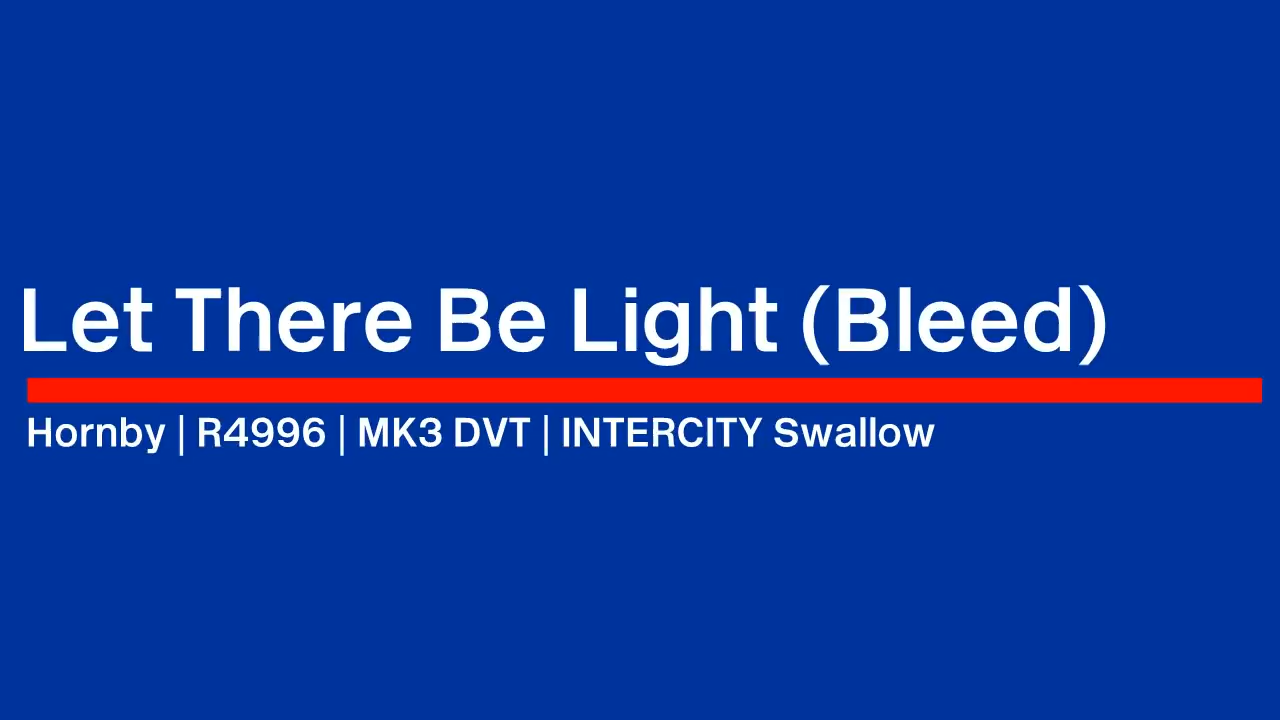 Let There Be Light (Bleed)
Hornby | R4996 | MK3 DVT | INTERCITY Swallow